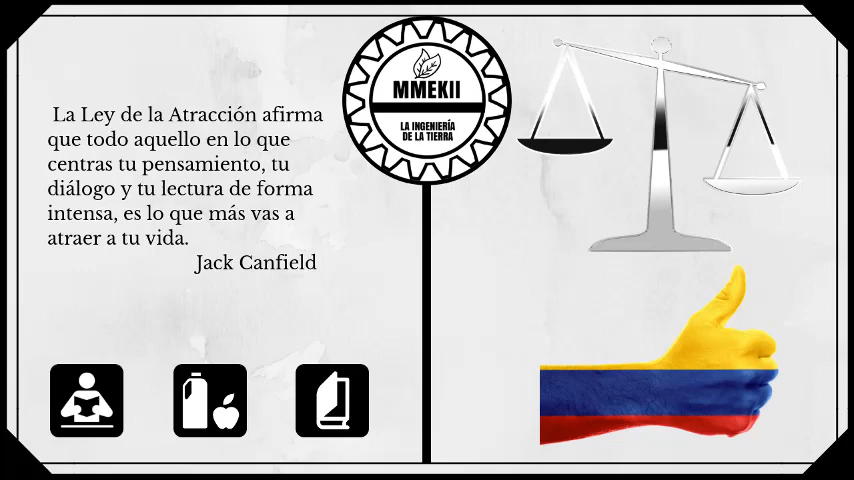 La Ley de la Atracción afirma
que todo aquello en lo que
centras tu pensamiento, tu
diálogo y tu lectura de forma
intensa, es lo que más vas a
atraer a tu vida.
Jack Canfield
MMEKII
LA INGENIERÍA
DE LA TIERRA